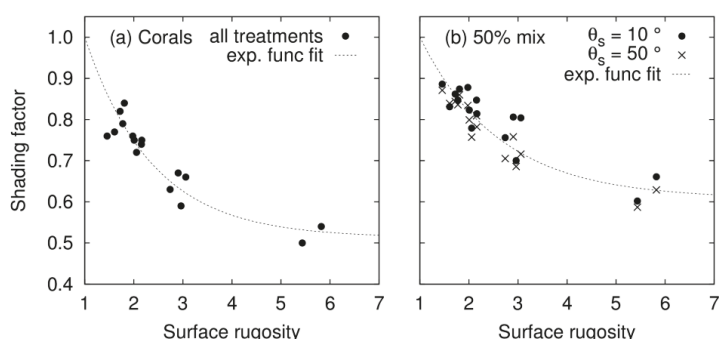 (a) Corals all treatments
exp. func fit
(b) 50% mix θs = 10 °
θs = 50 °
exp. func fit
Shading factor
1.0
0.9
0.8
0.7
0.6
0.5
0.4
1 2 3 4 5 6 7
1 2 3 4 5 6 7
Surface rugosity
Surface rugosity